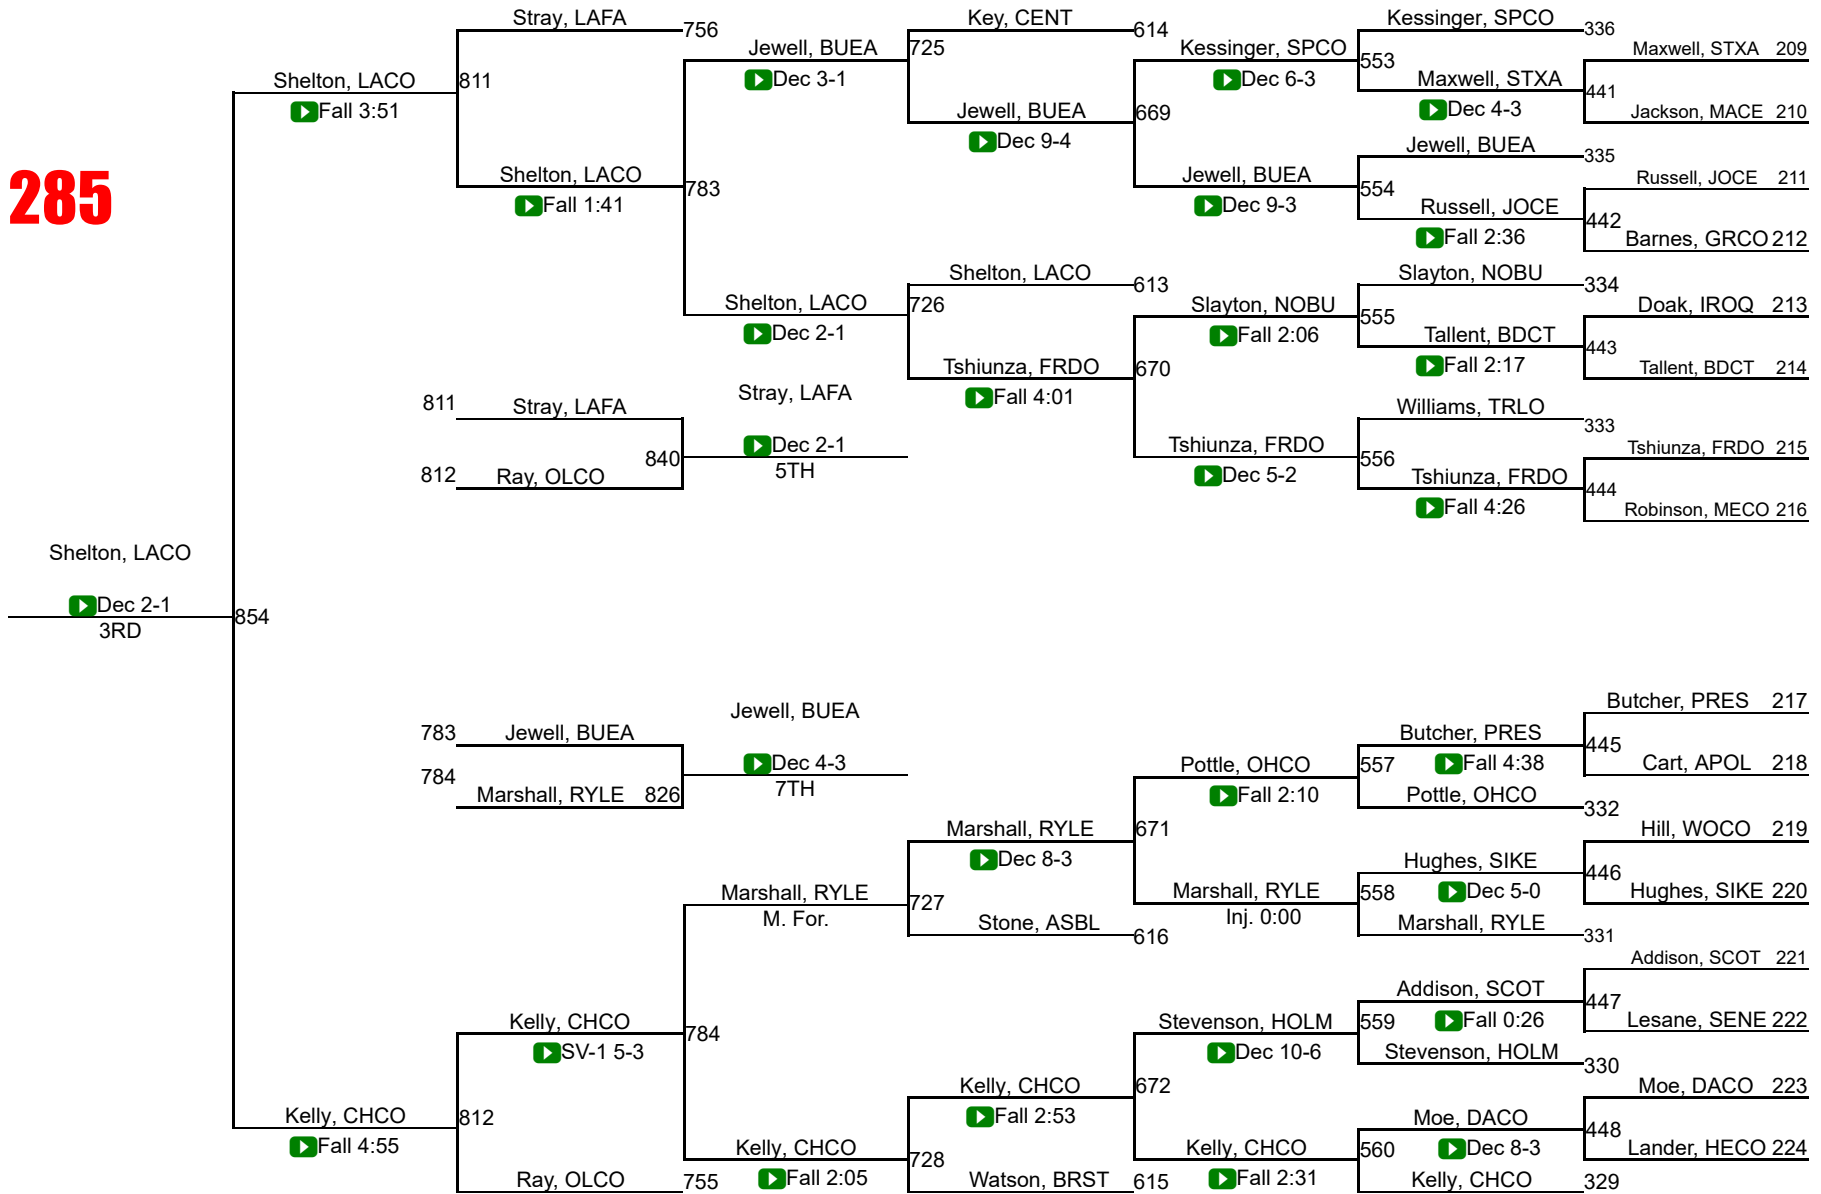 Stray, LAFA
756
Key, CENT
614
Kessinger, SPCO
336
Jewell, BUEA
725
Kessinger, SPCO
553
Maxwell, STXA 209
Shelton, LACO
811
Dec 3-1
Dec 6-3
Maxwell, STXA
441
Fall 3:51
Jewell, BUEA
669
Dec 4-3
Jackson, MACE 210
Dec 9-4
Jewell, BUEA
335
285
Shelton, LACO
783
Jewell, BUEA
554
Russell, JOCE 211
Fall 1:41
Dec 9-3
Russell, JOCE
442
Fall 2:36
Barnes, GRCO 212
Shelton, LACO
613
Slayton, NOBU
334
Shelton, LACO
726
Slayton, NOBU
555
Doak, IROQ 213
Dec 2-1
Fall 2:06
Tallent, BDCT
443
Tshiunza, FRDO
670
Fall 2:17
Tallent, BDCT 214
Stray, LAFA
Fall 4:01
811
Stray, LAFA
Williams, TRLO
333
Dec 2-1
Tshiunza, FRDO
556
Tshiunza, FRDO 215
840
5TH
812
Ray, OLCO
Dec 5-2
Tshiunza, FRDO
444
Fall 4:26
Robinson, MECO 216
Shelton, LACO
Dec 2-1
854
3RD
Butcher, PRES 217
Jewell, BUEA
783
Jewell, BUEA
Butcher, PRES
445
Dec 4-3
Pottle, OHCO
557
Fall 4:38
Cart, APOL 218
784
7TH
Marshall, RYLE 826
Fall 2:10
Pottle, OHCO
332
Marshall, RYLE
671
Hill, WOCO 219
Dec 8-3
Hughes, SIKE
446
Marshall, RYLE
727
Marshall, RYLE
558
Dec 5-0
Hughes, SIKE 220
M. For.
Inj. 0:00
Stone, ASBL
616
Marshall, RYLE
331
Addison, SCOT 221
Addison, SCOT
447
Kelly, CHCO
784
Stevenson, HOLM
559
Fall 0:26
Lesane, SENE 222
SV-1 5-3
Dec 10-6
Stevenson, HOLM
330
Kelly, CHCO
672
Moe, DACO 223
Kelly, CHCO
812
Fall 2:53
Moe, DACO
448
Fall 4:55
Kelly, CHCO
728
Kelly, CHCO
560
Dec 8-3
Lander, HECO 224
Ray, OLCO
755
Fall 2:05
Watson, BRST
615
Fall 2:31
Kelly, CHCO
329